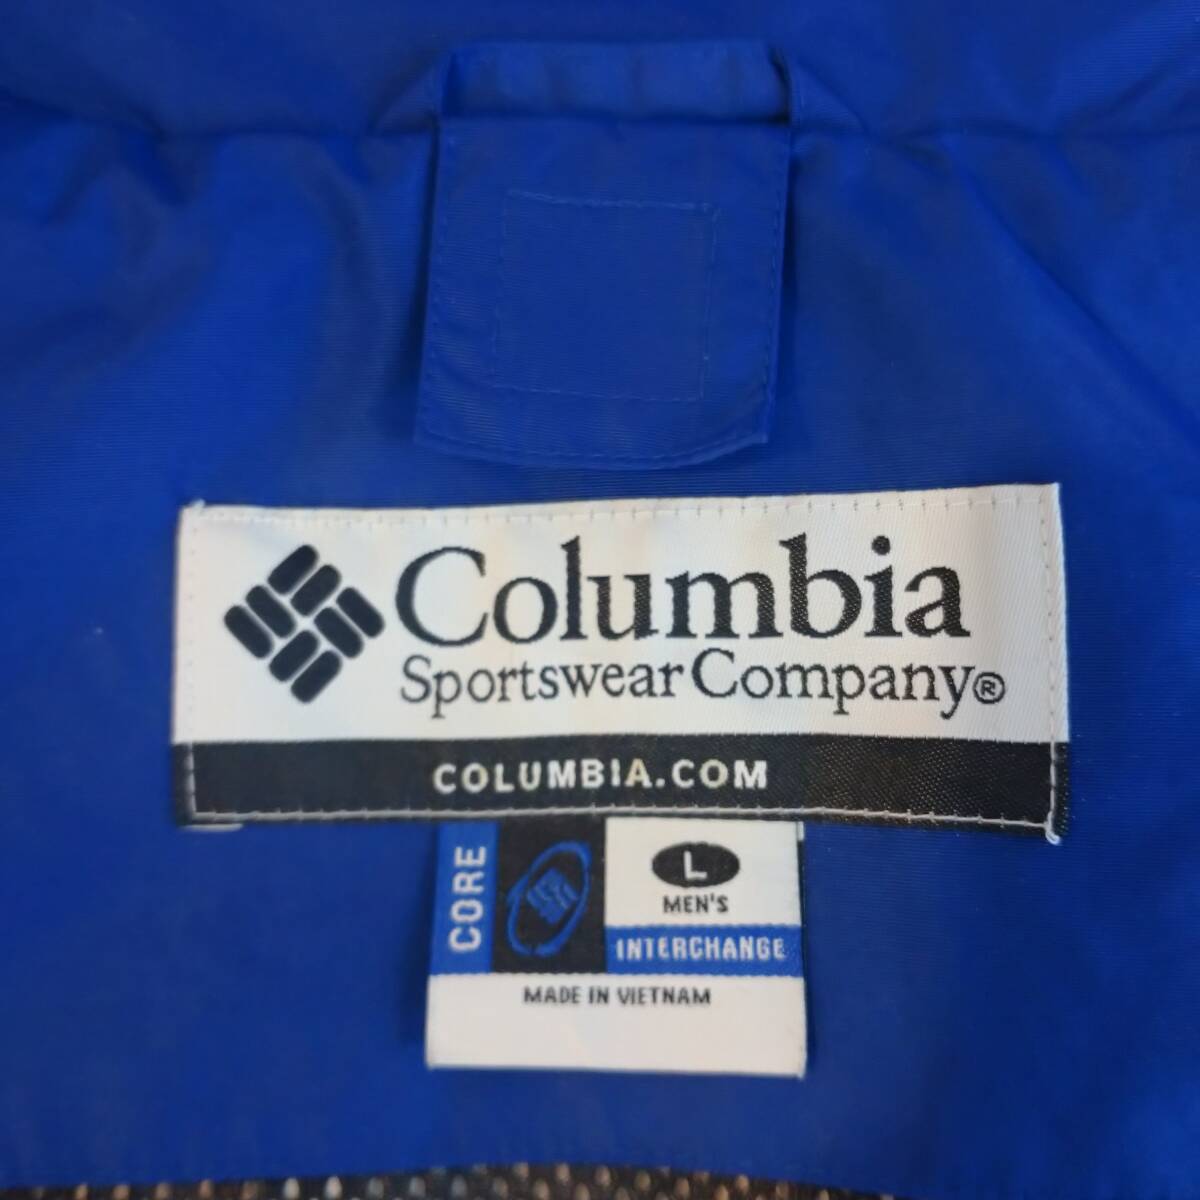 Columbia
Sportswear Company®
COLUMBIA.COM
CORE
L
MEN'S
INTERCHANGE
MADE IN VIETNAM